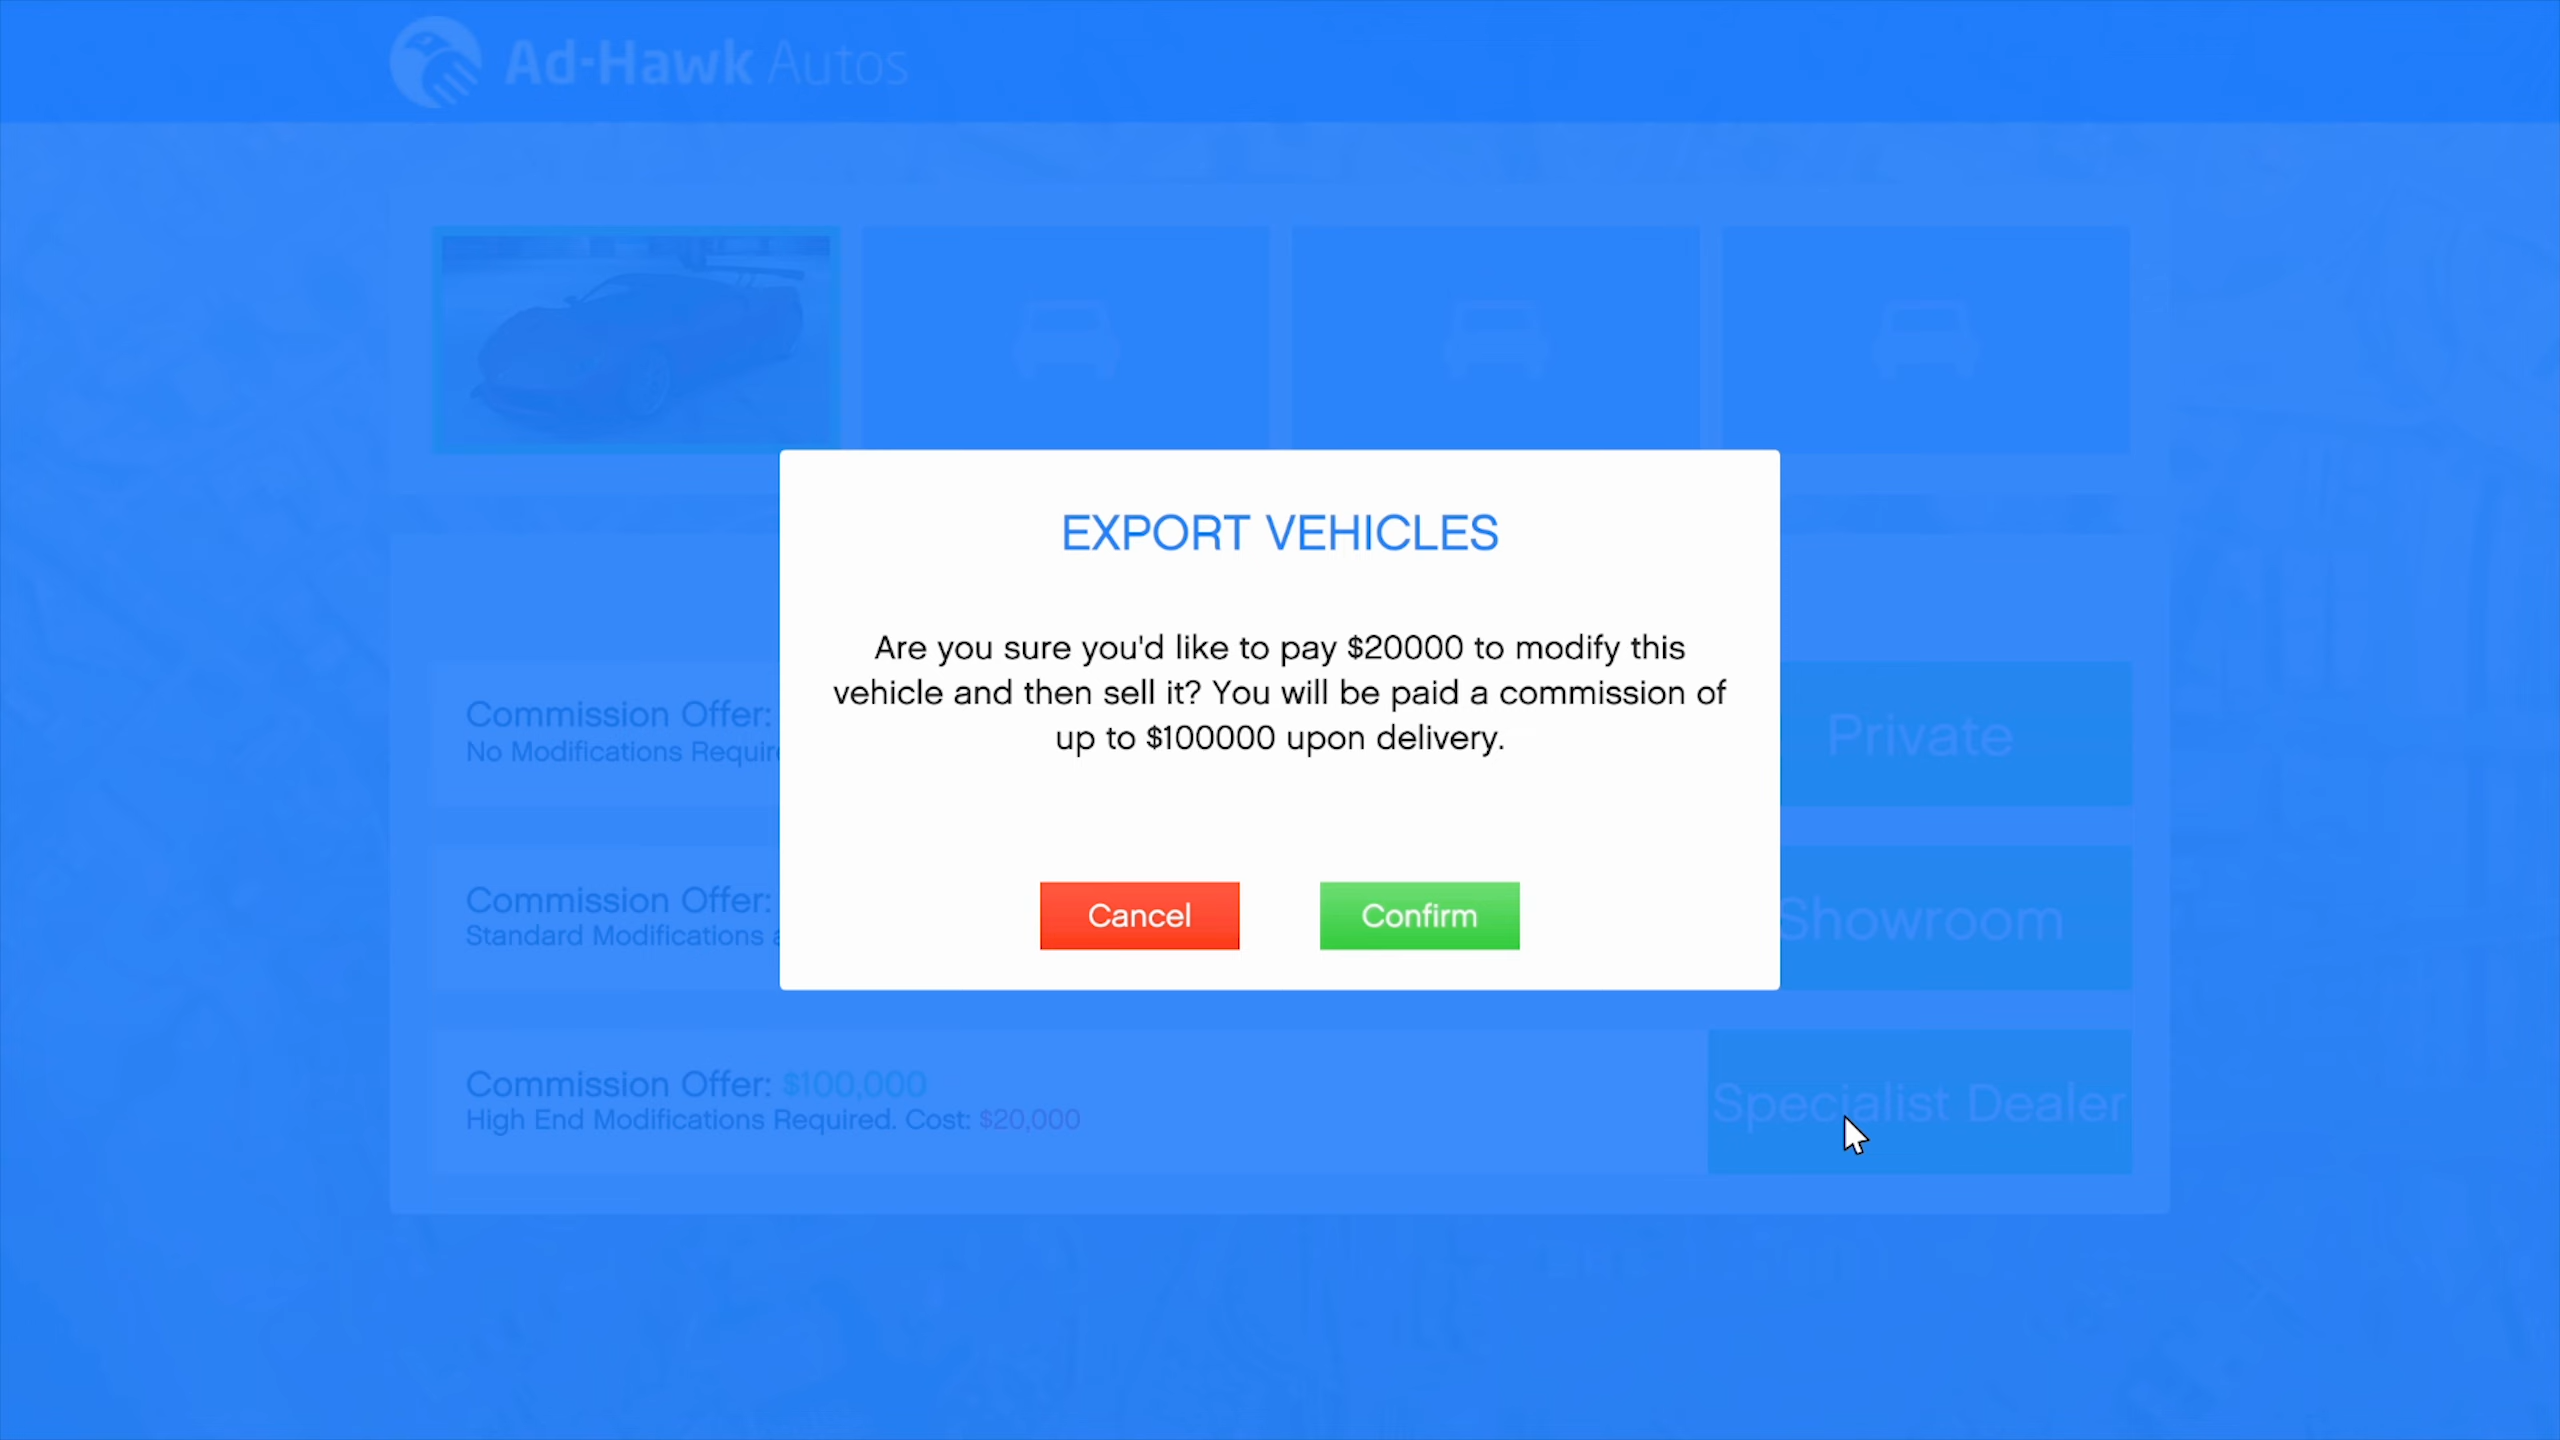 Ad-Hawk Autos
EXPORT VEHICLES
Are you sure you'd like to pay $20000 to modify this
vehicle and then sell it? You will be paid a commission of
up to $100000 upon delivery.
Cancel
Confirm
Commission Offer:
No Modifications
Private
Commission Offer:
Standard Modifications
Showroom
Commission Offer: $100,000
High End Modifications Required. Cost: $20,000
Specialist Dealer